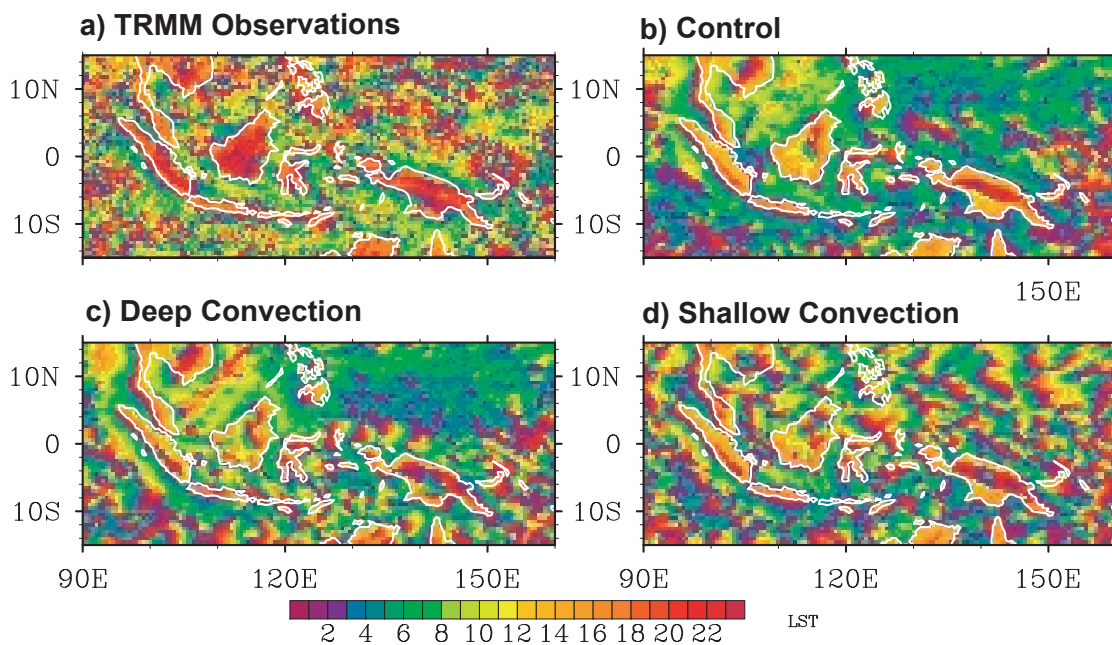 a) TRMM Observations
b) Control
10N
0
10S
10N
0
10S
120E
150E
150E
c) Deep Convection
d) Shallow Convection
10N
0
10S
10N
0
10S
90E
120E
150E
90E
120E
150E
2 4 6 8 10 12 14 16 18 20 22
LST